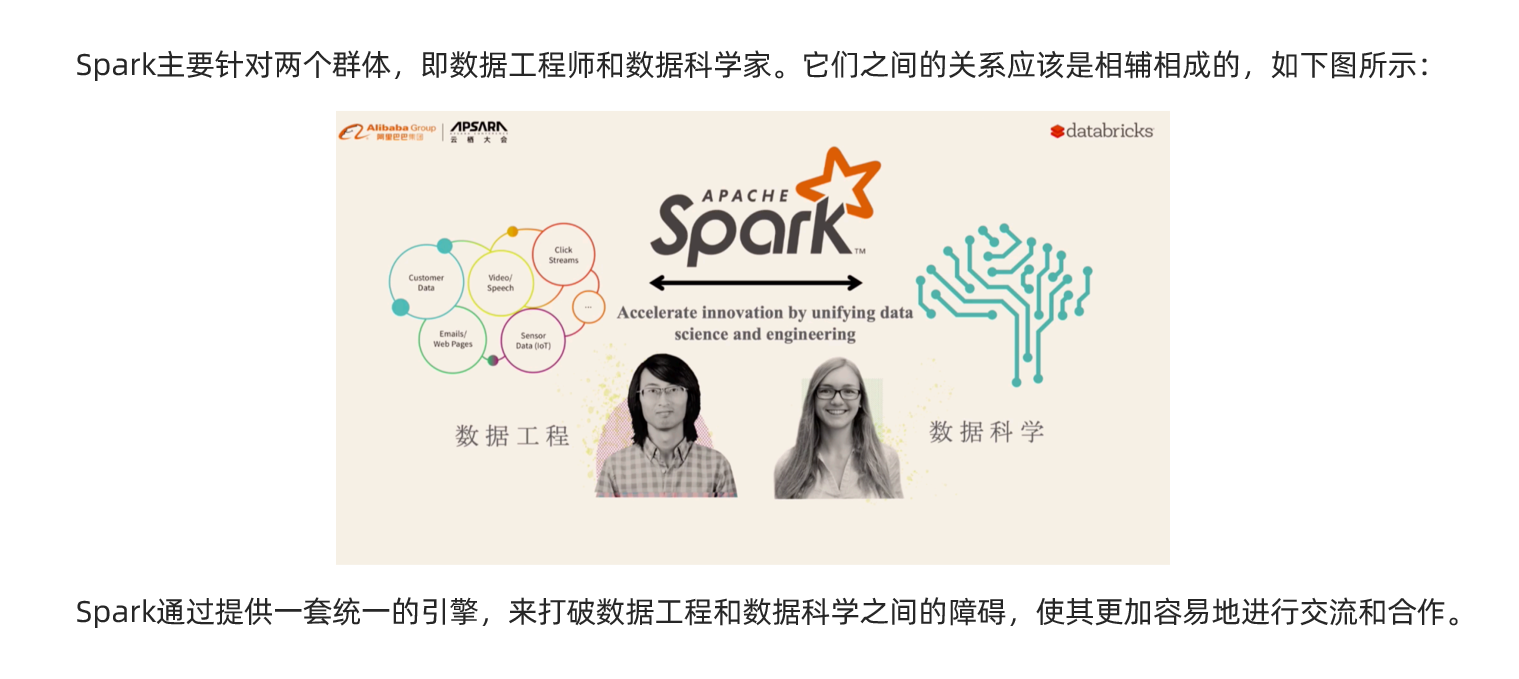 Spark主要针对两个群体，即数据工程师和数据科学家。它们之间的关系应该是相辅相成的，如下图所示：
Alibaba Group
阿里巴巴集团
APSARA
云栖大会
databricks
APACHE
Spark™
Customer
Data
Video/
Speech
Click
Streams
...
Emails/
Web Pages
Sensor
Data (IoT)
Accelerate innovation by unifying data
science and engineering
数据工程
数据科学
Spark通过提供一套统一的引擎，来打破数据工程和数据科学之间的障碍，使其更加容易地进行交流和合作。